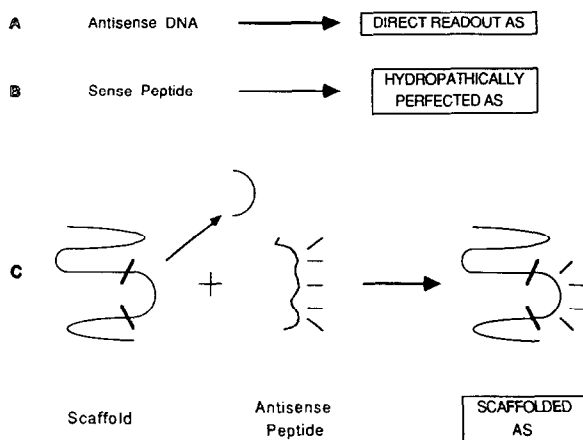 A Antisense DNA DIRECT READOUT AS
B Sense Peptide HYDROPATHICALLY
PERFECTED AS
C +
Scaffold Antisense SCAFFOLDED
Peptide AS